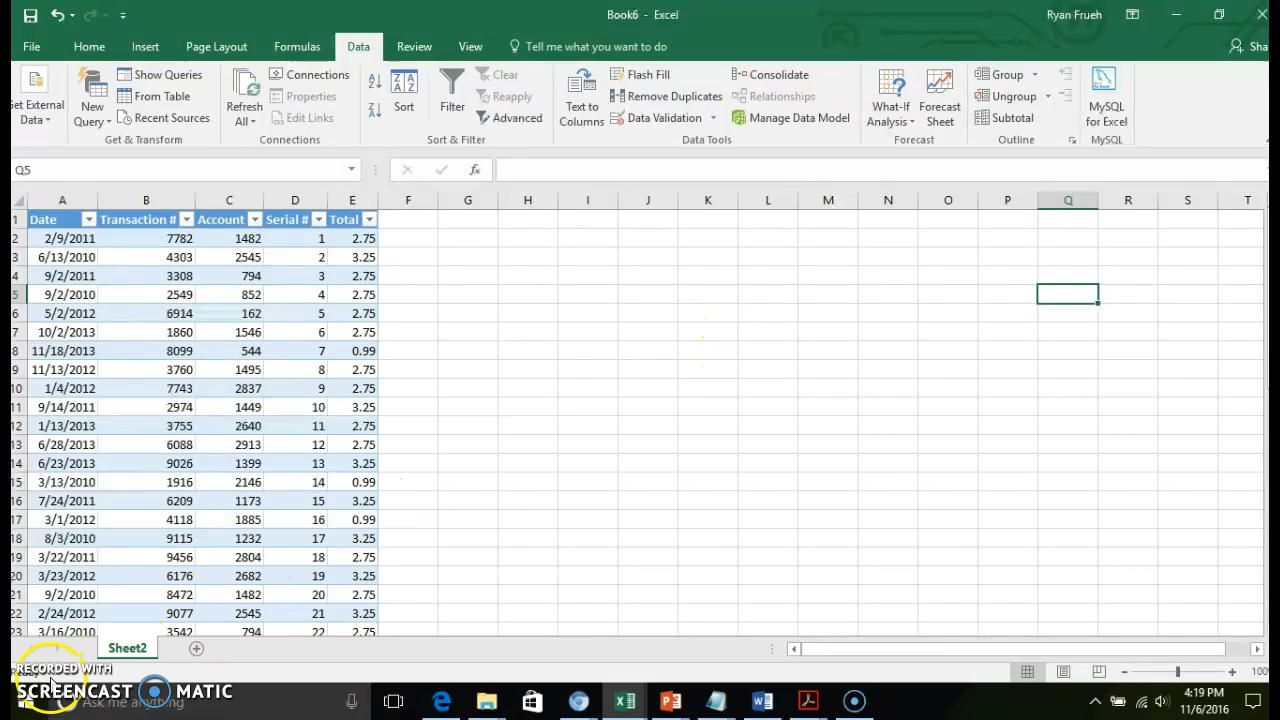 Book6 - Excel
Ryan Frueh
File Home Insert Page Layout Formulas Data Review View Tell me what you want to do Sha
Show Queries Connections Clear Flash Fill Consolidate Group
From Table Properties Reapply Remove Duplicates Relationships Ungroup
Recent Sources Edit Links Advanced Data Validation Manage Data Model Subtotal
Get External Data
New Query
Refresh All
Sort
Filter
Text to Columns
What-If Analysis
Forecast Sheet
MySQL for Excel
Get & Transform Connections Sort & Filter Data Tools Forecast Outline MySQL
Q5 fx
A B C D E F G H I J K L M N O P Q R S T
1 Date Transaction # Account Serial # Total
2 2/9/2011 7782 1482 1 2.75
3 6/13/2010 4303 2545 2 3.25
4 9/2/2011 3308 794 3 2.75
5 9/2/2010 2549 852 4 2.75
6 5/2/2012 6914 162 5 2.75
7 10/2/2013 1860 1546 6 2.75
8 11/18/2013 8099 544 7 0.99
9 11/13/2012 3760 1495 8 2.75
10 1/4/2012 7743 2837 9 2.75
11 9/14/2011 2974 1449 10 3.25
12 1/13/2013 3755 2640 11 2.75
13 6/28/2013 6088 2913 12 2.75
14 6/23/2013 9026 1399 13 3.25
15 3/13/2010 1916 2146 14 0.99
16 7/24/2011 6209 1173 15 3.25
17 3/1/2012 4118 1885 16 0.99
18 8/3/2010 9115 1232 17 3.25
19 3/22/2011 9456 2804 18 2.75
20 3/23/2012 6176 2682 19 3.25
21 9/2/2010 8472 1482 20 2.75
22 2/24/2012 9077 2545 21 3.25
23 3/16/2010 3542 794 22 2.75
Sheet2
100
RECORDED WITH
SCREENCAST MATIC
Ask me anything
4:19 PM
11/6/2016